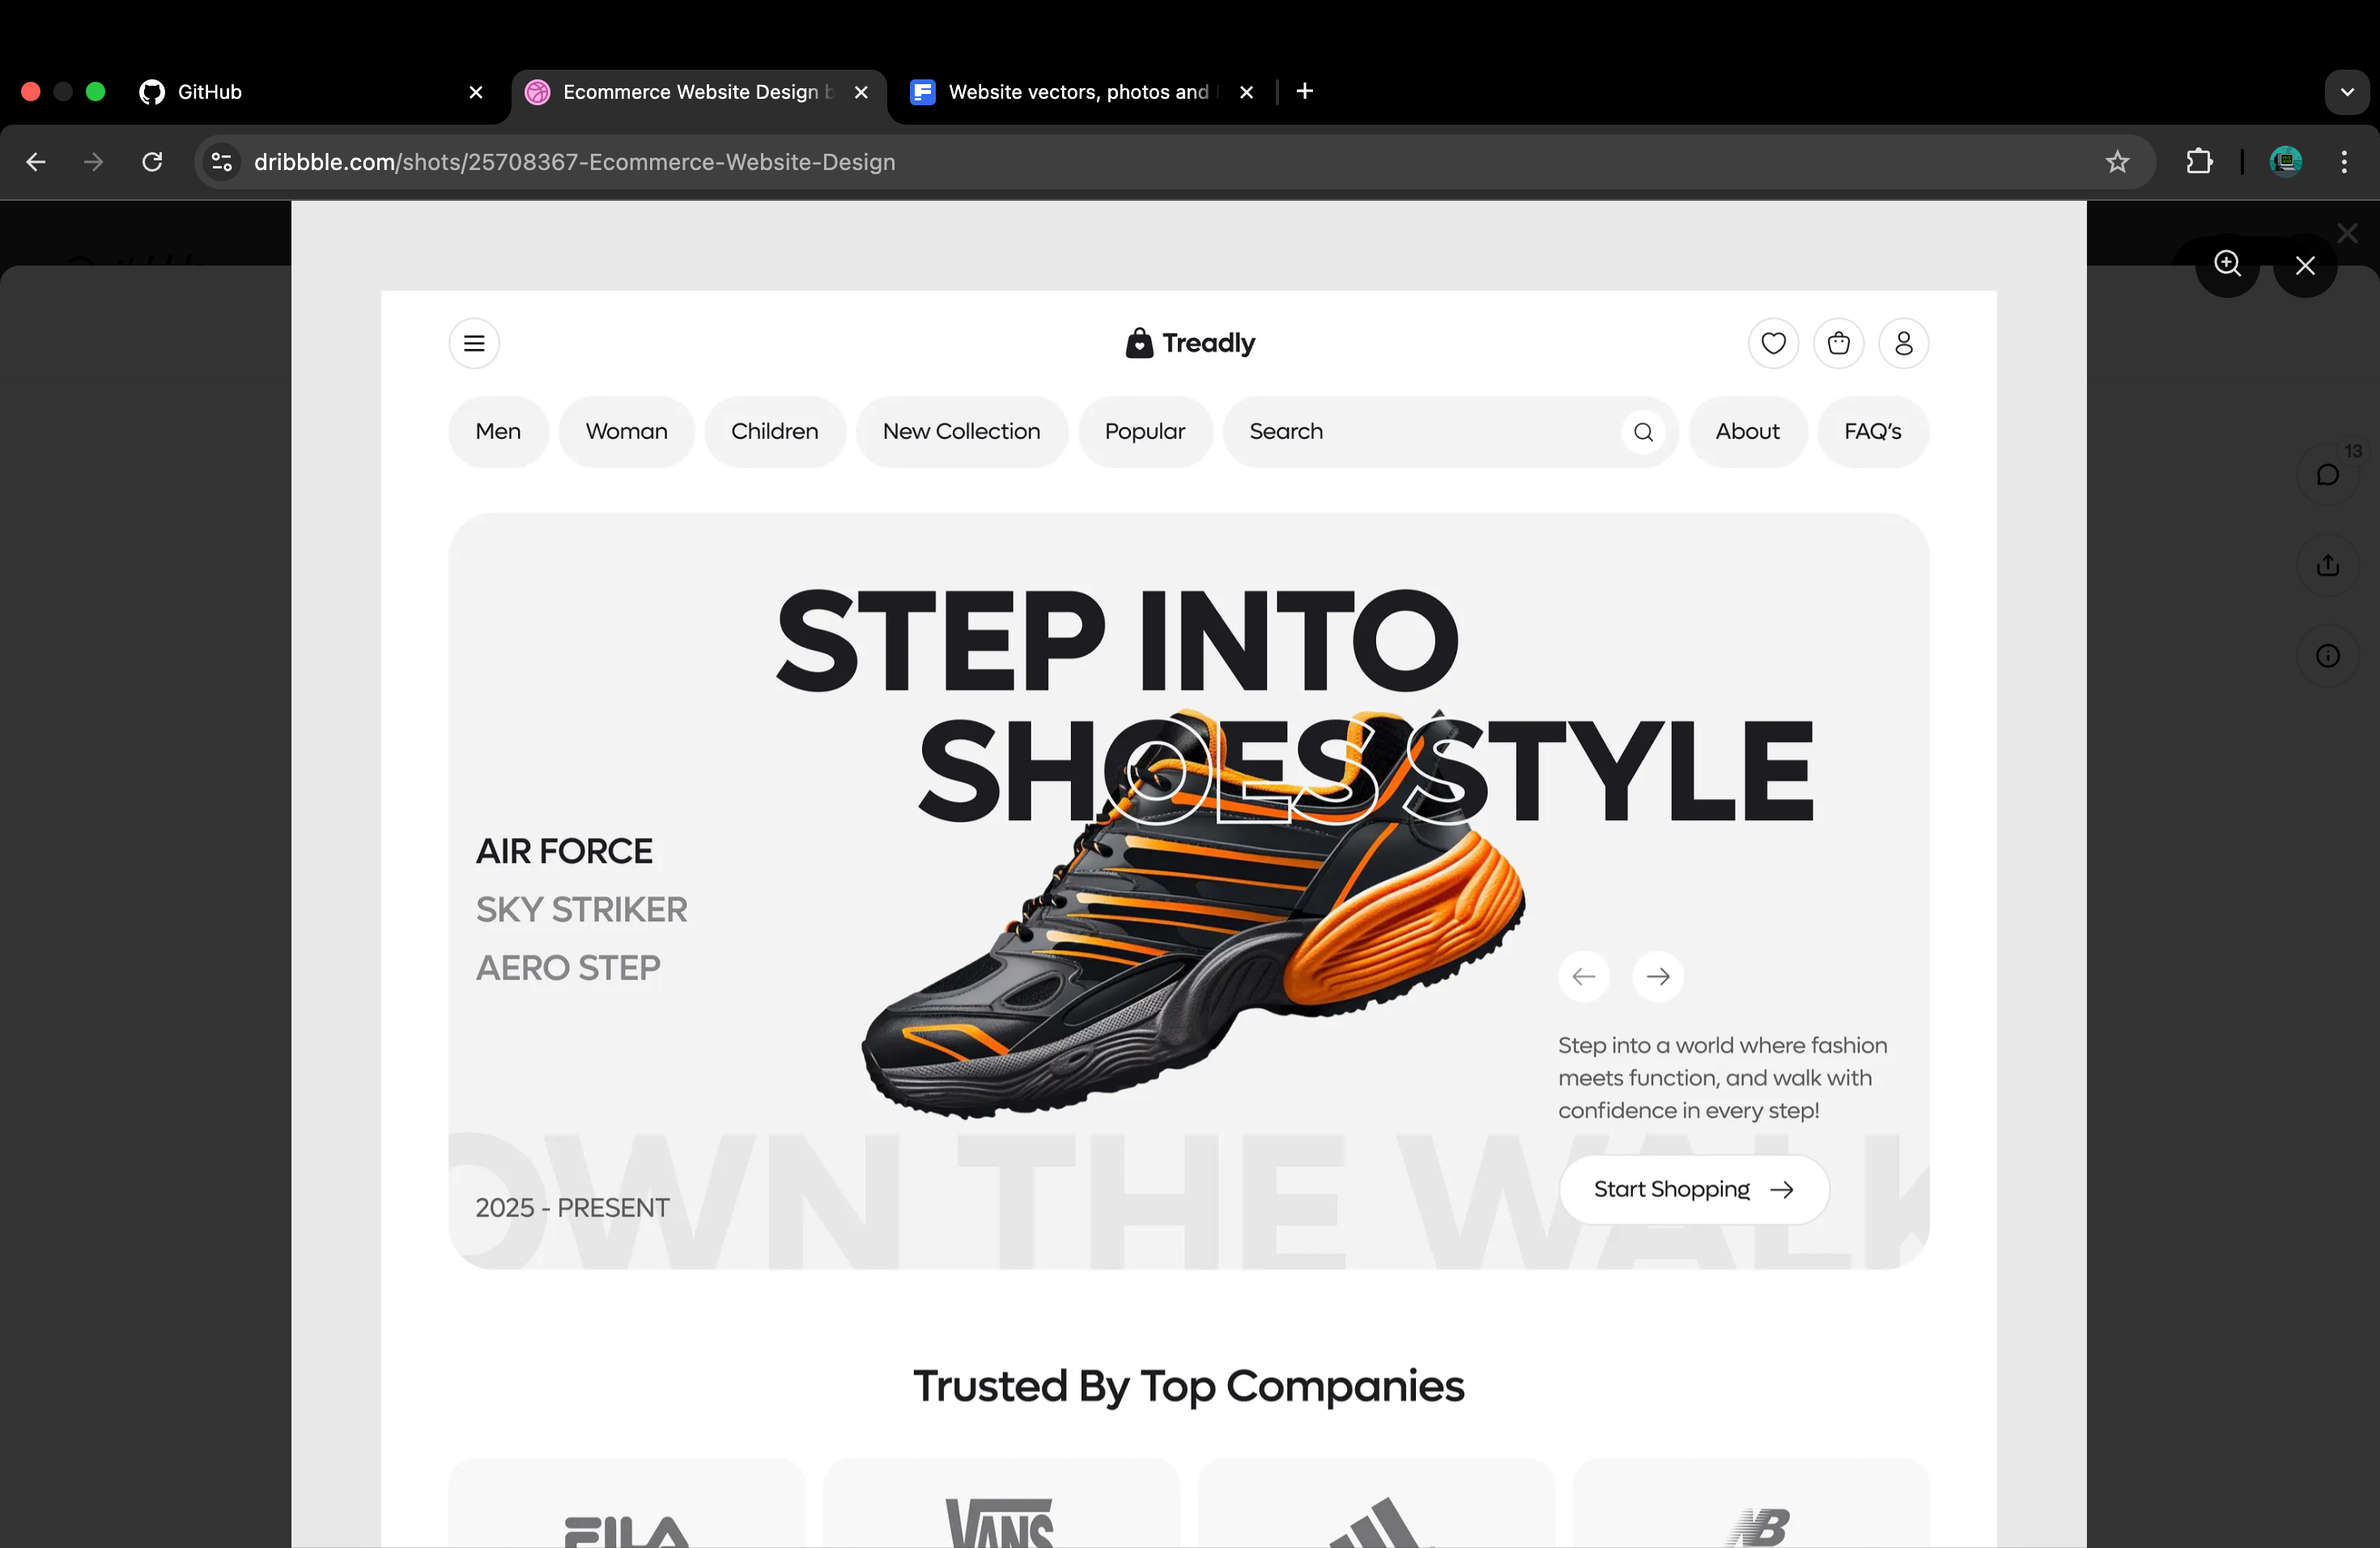 GitHub
Ecommerce Website Design b
Website vectors, photos and
dribbble.com/shots/25708367-Ecommerce-Website-Design
Treadly
Men
Woman
Children
New Collection
Popular
Search
About
FAQ's
13
STEP INTO
SHOES STYLE
AIR FORCE
SKY STRIKER
AERO STEP
Step into a world where fashion
meets function, and walk with
confidence in every step!
OWN THE WALK
Start Shopping
2025 - PRESENT
Trusted By Top Companies
FILA
VANS
NB